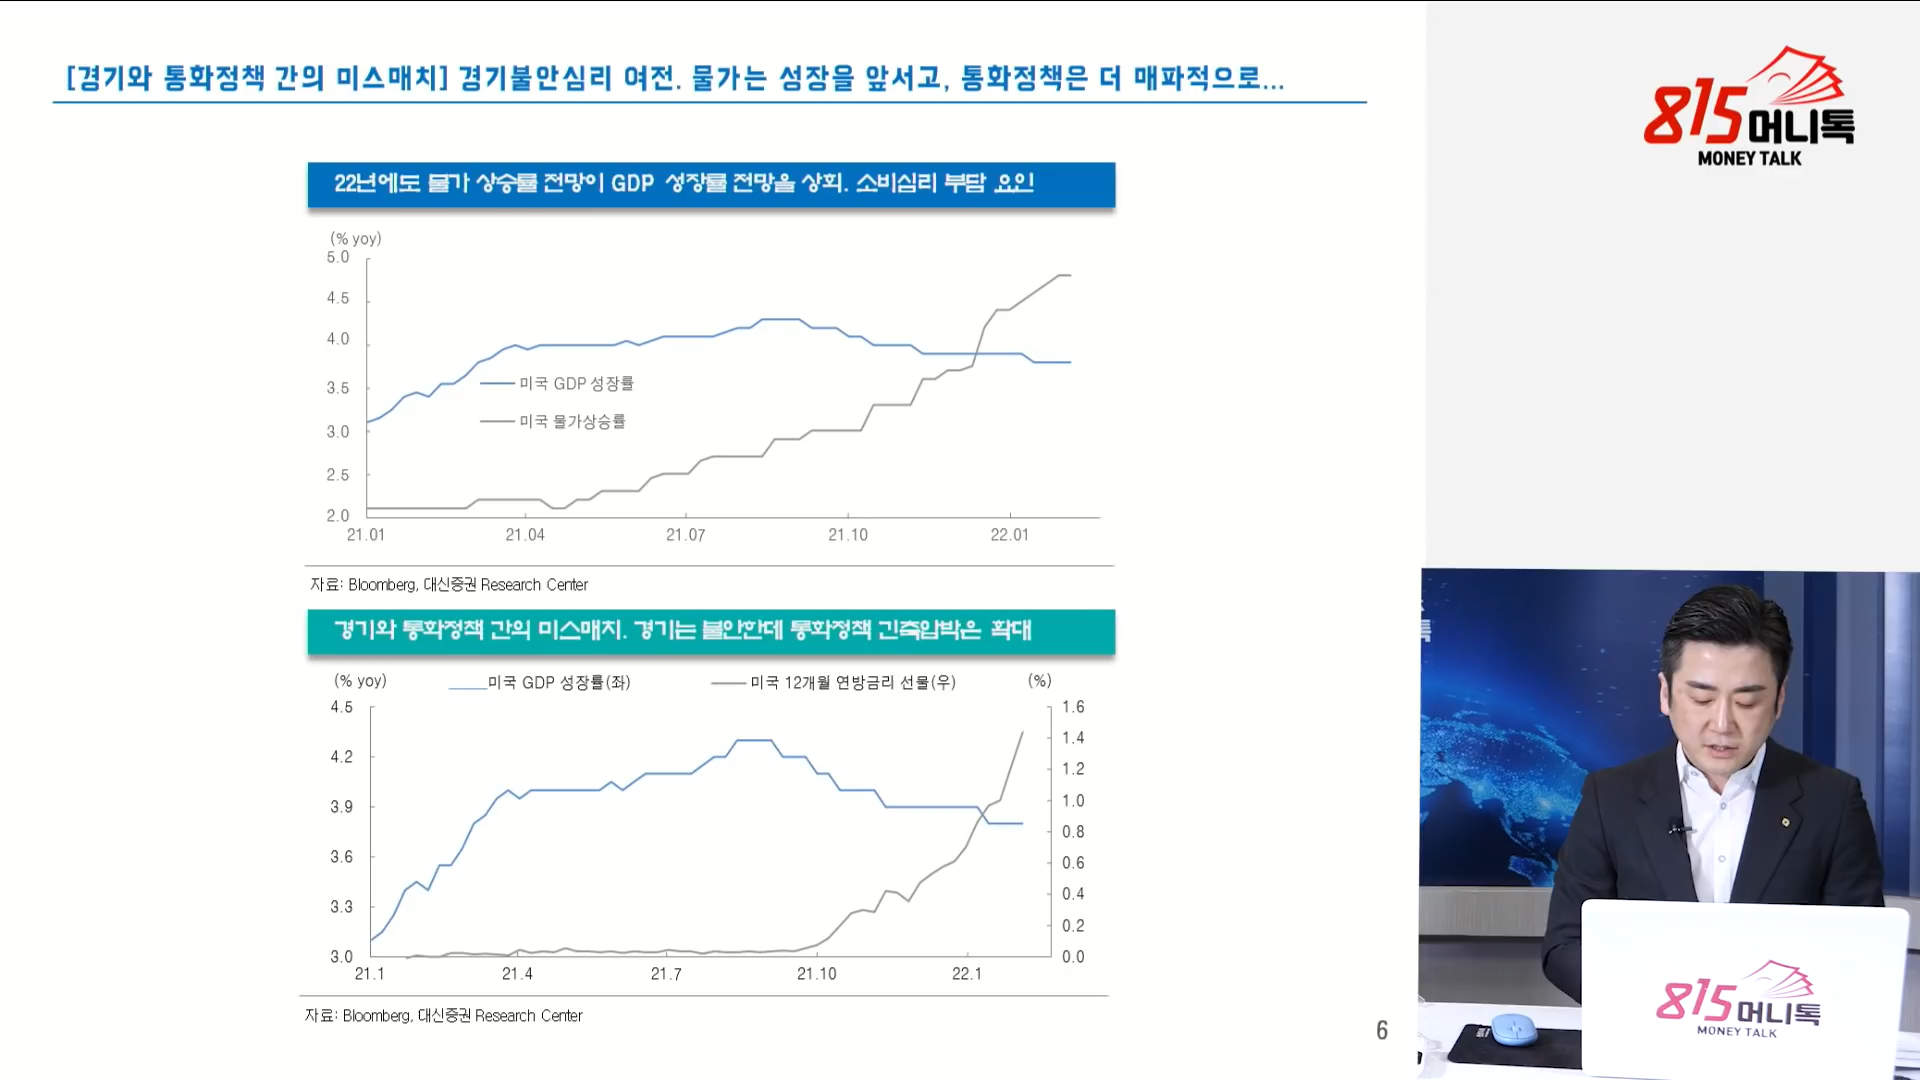 [경기와 통화정책 간의 미스매치] 경기불안심리 여전. 물가는 성장을 앞서고, 통화정책은 더 매파적으로...
815머니톡
MONEY TALK
22년에도 물가 상승률 전망이 GDP 성장률 전망을 상회. 소비심리 부담 요인
(% yoy)
5.0
4.5
4.0
3.5
3.0
2.5
2.0
미국 GDP 성장률
미국 물가상승률
21.01 21.04 21.07 21.10 22.01
자료: Bloomberg, 대신증권 Research Center
경기와 통화정책 간의 미스매치. 경기는 불안한데 통화정책 긴축압박은 확대
(% yoy) 미국 GDP 성장률(좌) 미국 12개월 연방금리 선물(우) (%)
4.5
4.2
3.9
3.6
3.3
3.0
1.6
1.4
1.2
1.0
0.8
0.6
0.4
0.2
0.0
21.1 21.4 21.7 21.10 22.1
자료: Bloomberg, 대신증권 Research Center
6
815머니톡
MONEY TALK